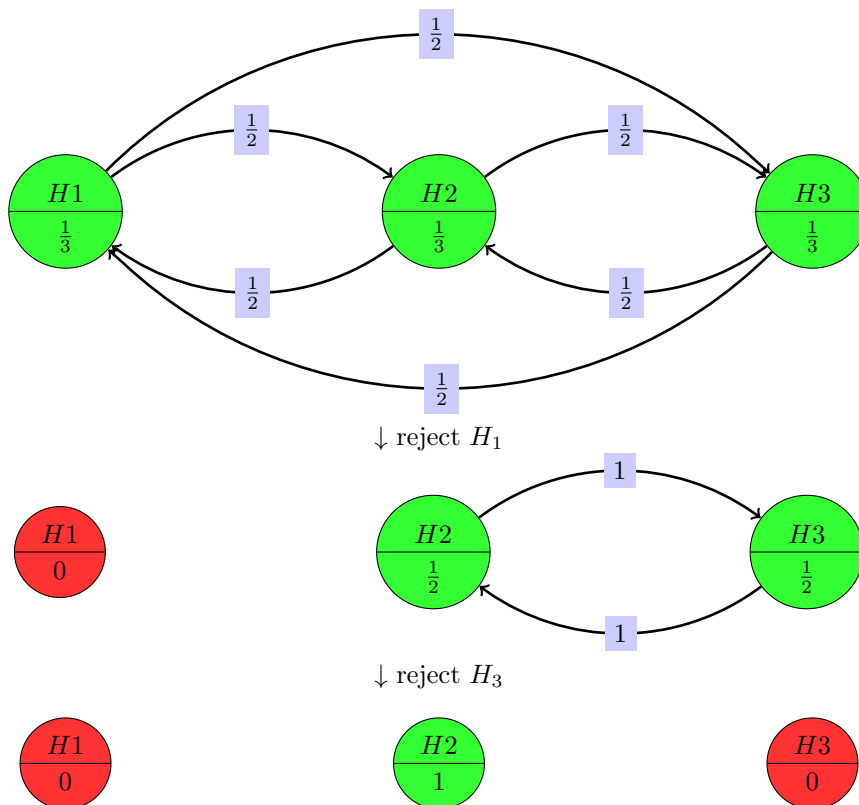 1/2
1/2 1/2
H1 H2 H3
1/3 1/3 1/3
1/2 1/2
1/2
↓ reject H₁
1
H1 H2 H3
0 1/2 1/2
1
↓ reject H₃
H1 H2 H3
0 1 0